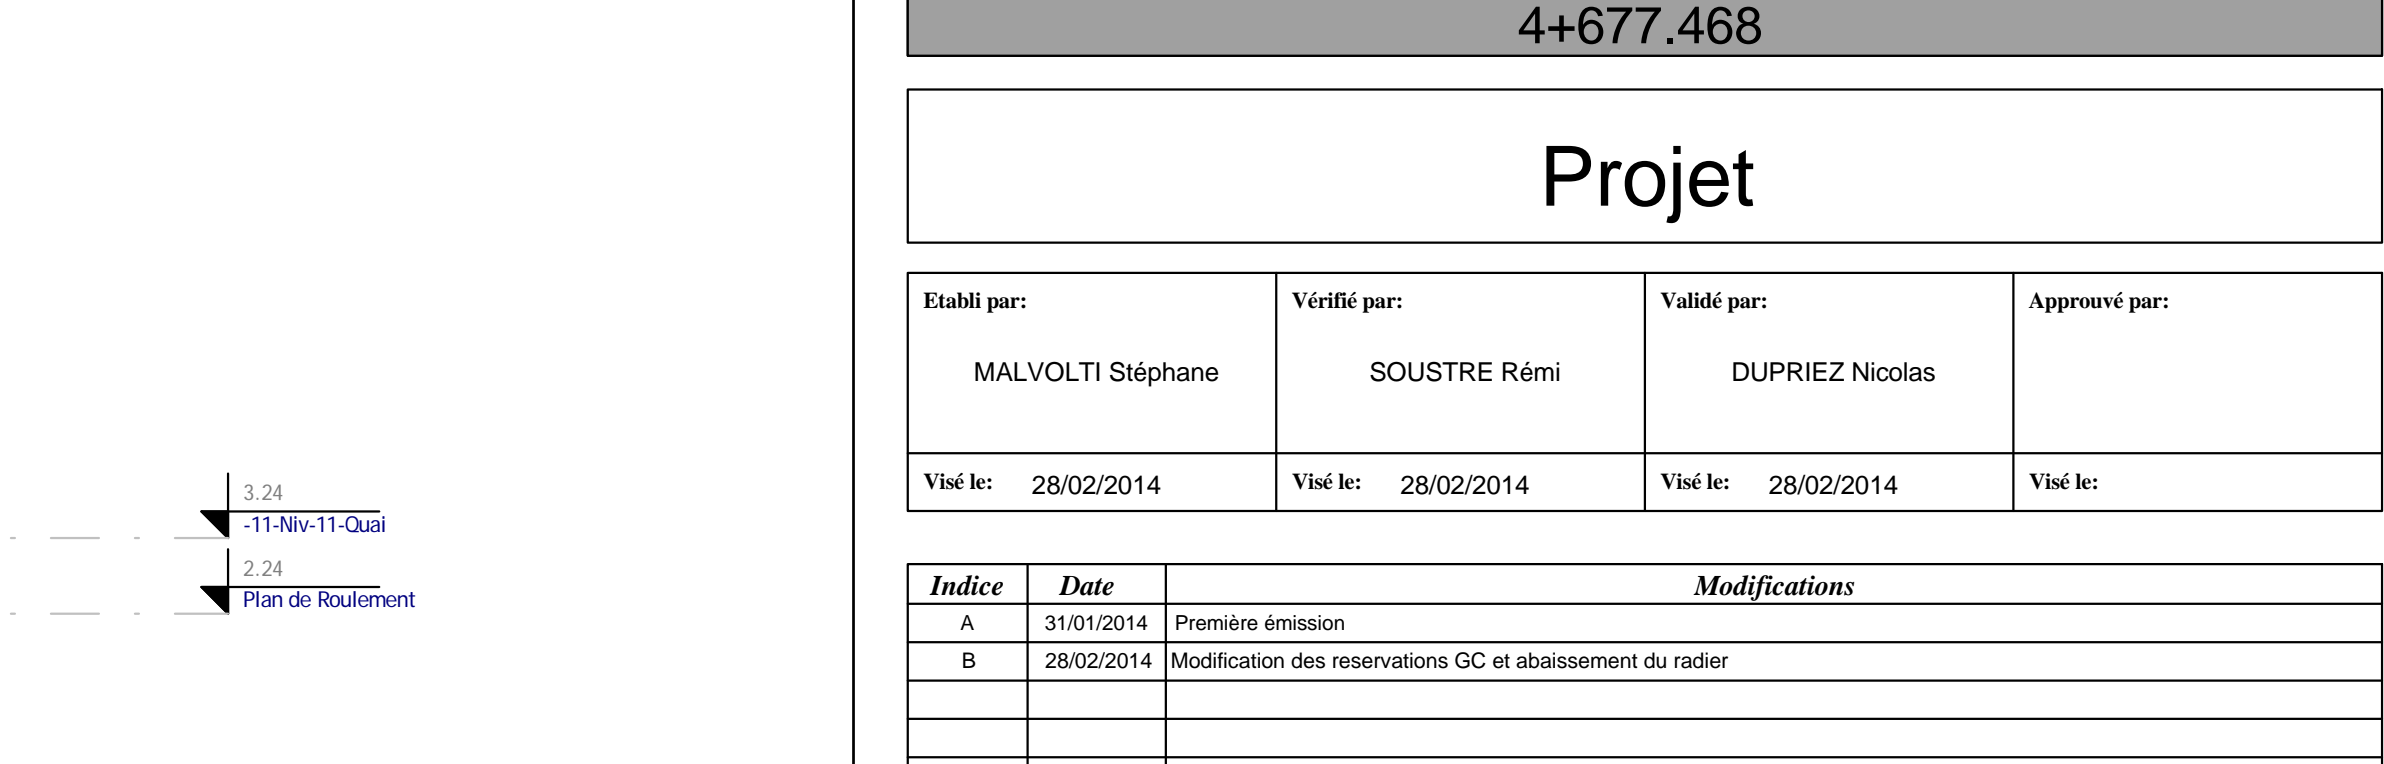 4+677.468
Projet
Etabli par:
MALVOLTI Stéphane
Visé le: 28/02/2014
Vérifié par:
SOUSTRE Rémi
Visé le: 28/02/2014
Validé par:
DUPRIEZ Nicolas
Visé le: 28/02/2014
Approuvé par:
Visé le:
3.24
-11-Niv-11-Quai
2.24
Plan de Roulement
Indice Date Modifications
A 31/01/2014 Première émission
B 28/02/2014 Modification des reservations GC et abaissement du radier